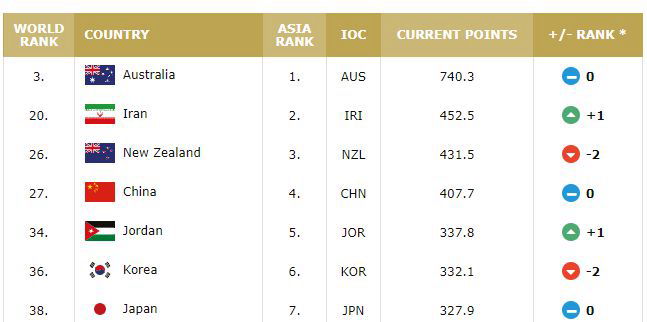 WORLD RANK COUNTRY ASIA RANK IOC CURRENT POINTS +/- RANK *
3. Australia 1. AUS 740.3 0
20. Iran 2. IRI 452.5 +1
26. New Zealand 3. NZL 431.5 -2
27. China 4. CHN 407.7 0
34. Jordan 5. JOR 337.8 +1
36. Korea 6. KOR 332.1 -2
38. Japan 7. JPN 327.9 0